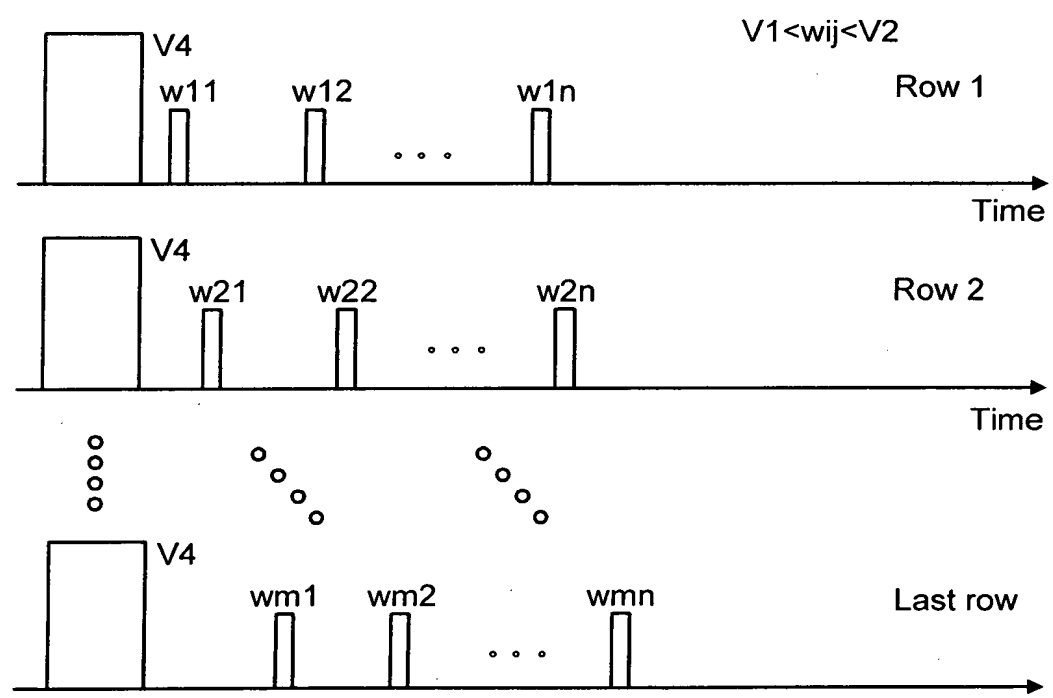 V1<wij<V2
V4
w11 w12 . . . w1n
Row 1
Time
V4
w21 w22 . . . w2n
Row 2
Time
V4
wm1 wm2 . . . wmn
Last row